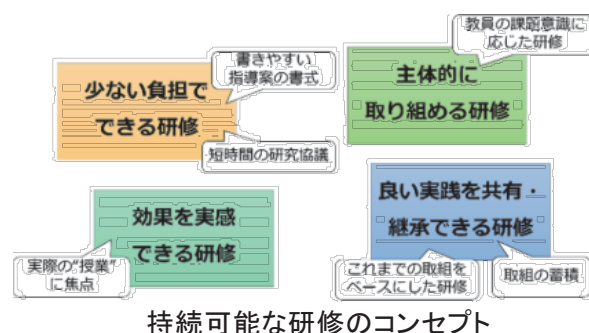 教員の課題意識に
応じた研修
書きやすい
指導案の書式
少ない負担で
できる研修
短時間の研究協議
主体的に
取り組める研修
効果を実感
できる研修
実際の“授業”
に焦点
良い実践を共有・
継承できる研修
これまでの取組を
ベースにした研修
取組の蓄積
持続可能な研修のコンセプト